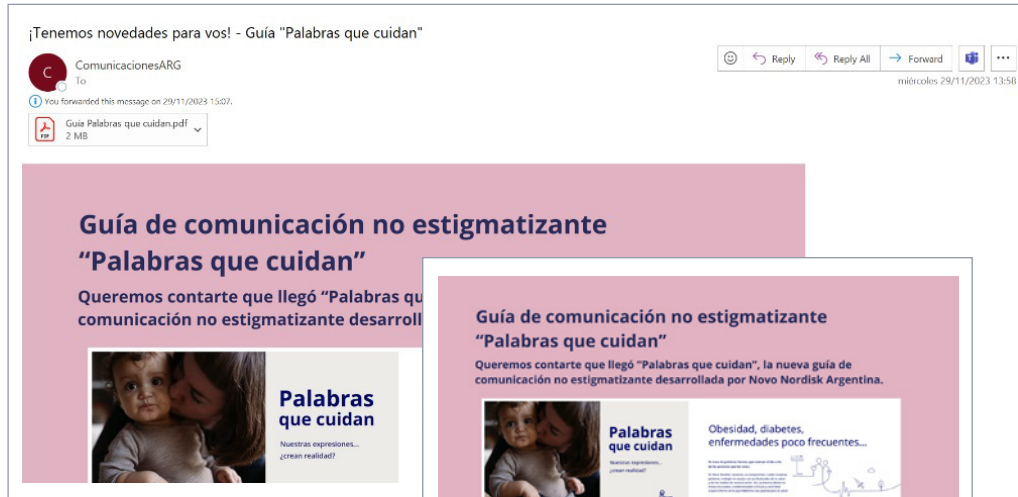 ¡Tenemos novedades para vos! - Guía "Palabras que cuidan"
C
ComunicacionesARG
To
Reply
Reply All
Forward
miércoles 29/11/2023 13:58
You forwarded this message on 29/11/2023 15:07.
PDF
Guía Palabras que cuidan.pdf
2 MB
Guía de comunicación no estigmatizante
“Palabras que cuidan”
Queremos contarte que llegó “Palabras qu
comunicación no estigmatizante desarroll
Palabras
que cuidan
Nuestras expresiones...
¿crean realidad?
Guía de comunicación no estigmatizante
“Palabras que cuidan”
Queremos contarte que llegó “Palabras que cuidan”, la nueva guía de
comunicación no estigmatizante desarrollada por Novo Nordisk Argentina.
Palabras
que cuidan
Nuestras expresiones...
¿crean realidad?
Obesidad, diabetes,
enfermedades poco frecuentes...